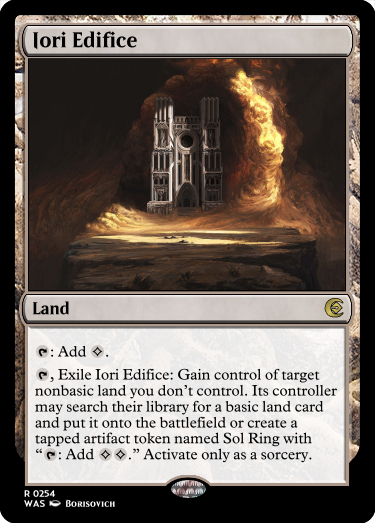 Iori Edifice
Land
: Add .
, Exile Iori Edifice: Gain control of target
nonbasic land you don't control. Its controller
may search their library for a basic land card
and put it onto the battlefield or create a
tapped artifact token named Sol Ring with
“: Add .” Activate only as a sorcery.
R 0254
WAS Borisovich